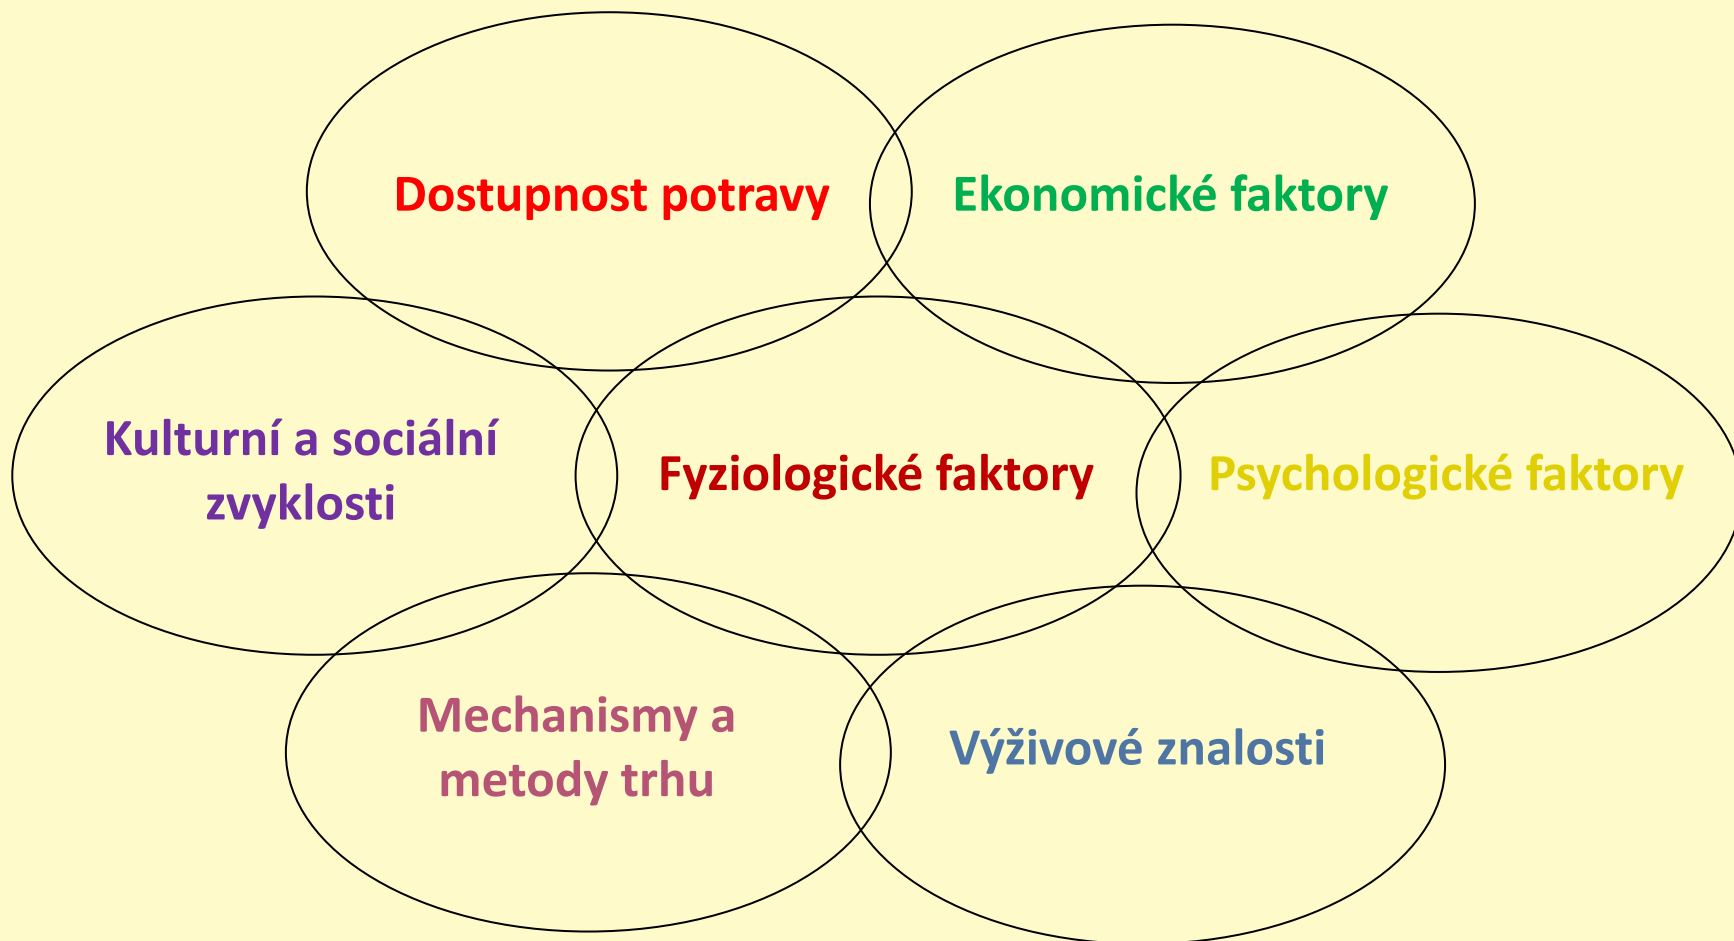 Dostupnost potravy
Ekonomické faktory
Kulturní a sociální
zvyklosti
Fyziologické faktory
Psychologické faktory
Mechanismy a
metody trhu
Výživové znalosti